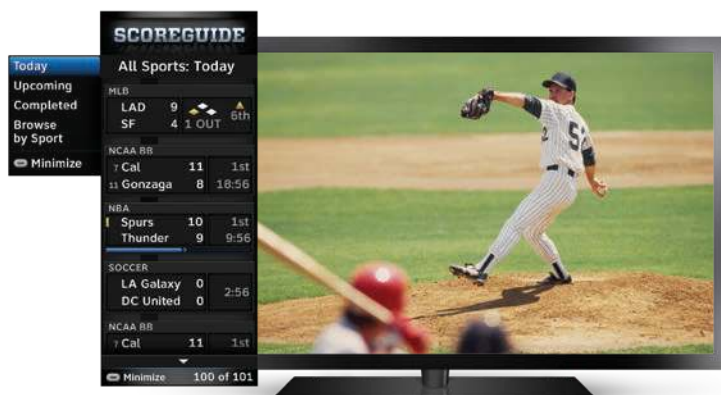 SCOREGUIDE
Today
Upcoming
Completed
Browse
by Sport
Minimize
All Sports: Today
MLB
LAD 9
SF 4 1 OUT 6th
NCAA BB
7 Cal 11 1st
11 Gonzaga 8 18:56
NBA
Spurs 10 1st
Thunder 9 9:56
SOCCER
LA Galaxy 0
DC United 0
2:56
NCAA BB
7 Cal 11 1st
Minimize 100 of 101
5